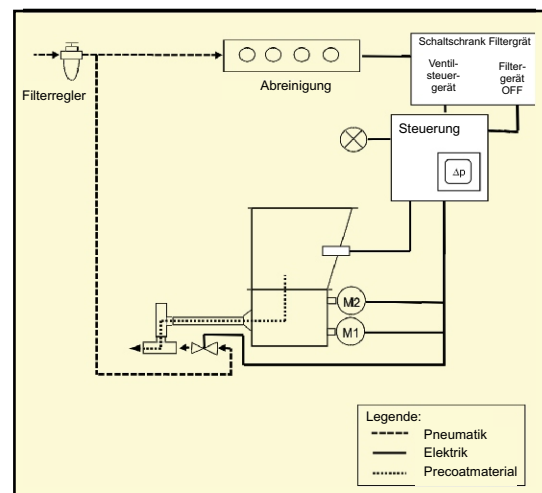 Schaltschrank Filtergrät
Filterregler
Abreinigung
Ventil-
steuer-
gerät
Filter-
gerät
OFF
Steuerung
Δp
M2
M1
Legende:
Pneumatik
Elektrik
Precoatmaterial